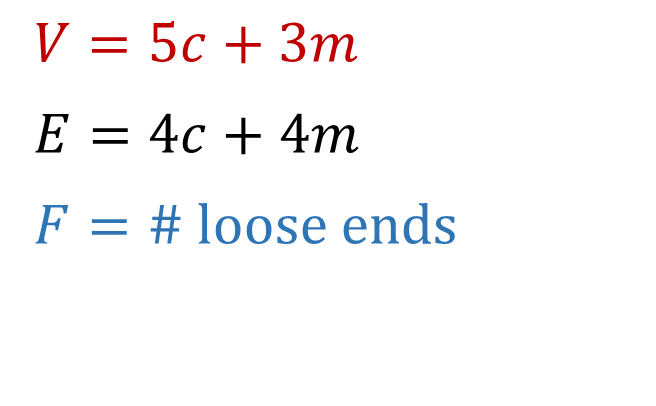 V = 5c + 3m
E = 4c + 4m
F = # loose ends